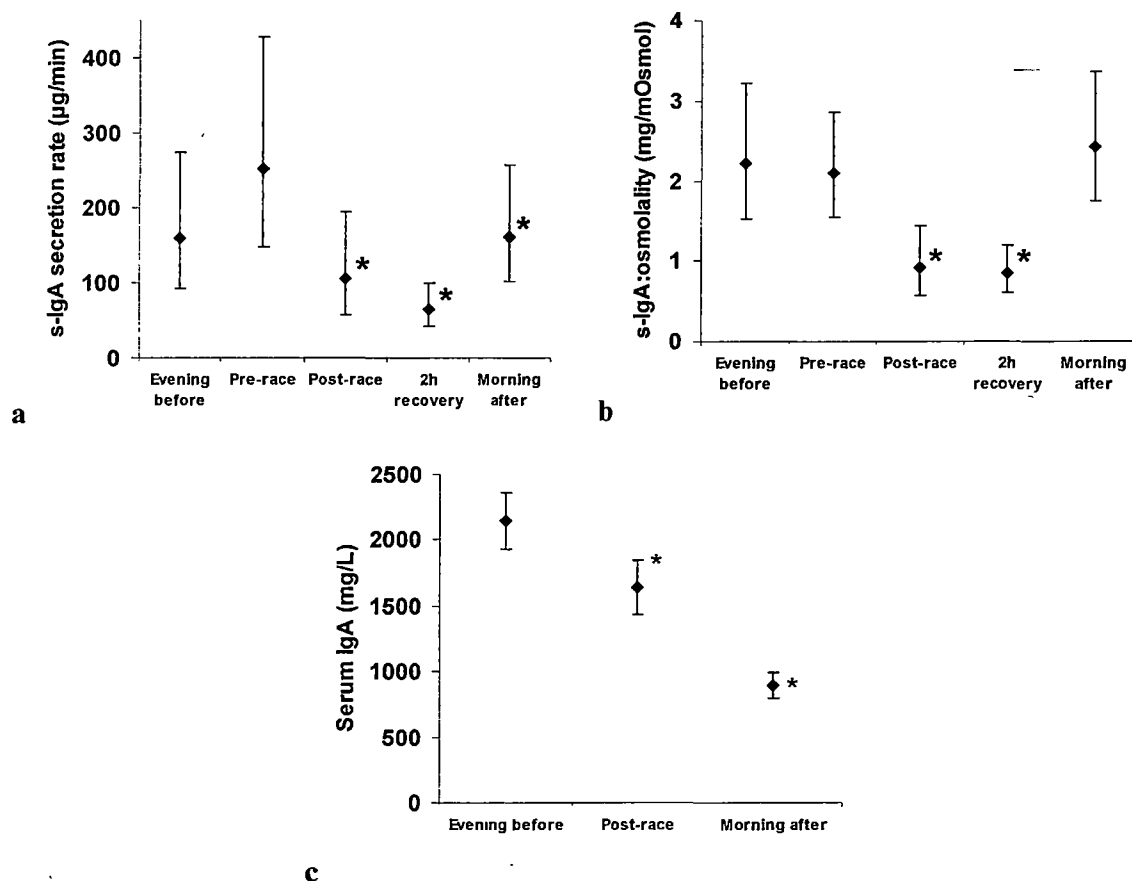 s-IgA secretion rate (µg/min)
400
300
200
100
0
*
*
*
Evening before
Pre-race
Post-race
2h recovery
Morning after
a
s-IgA:osmolality (mg/mOsmol)
4
3
2
1
0
*
*
Evening before
Pre-race
Post-race
2h recovery
Morning after
b
Serum IgA (mg/L)
2500
2000
1500
1000
500
0
*
*
Evening before
Post-race
Morning after
c